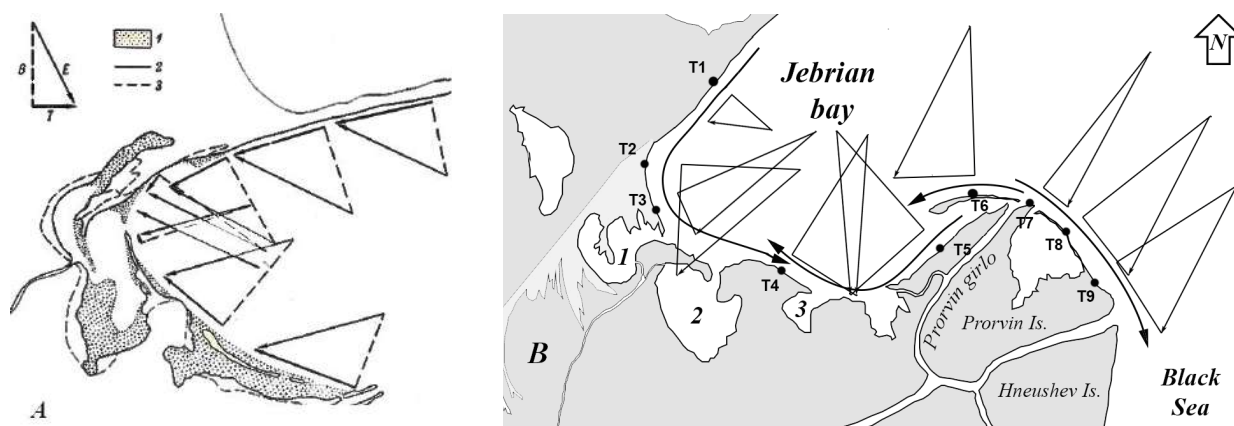 B
E
T
1
2
3
A
Jebrian
bay
N
T1
T2
T3
T4
T5
T6
T7
T8
T9
1
2
3
B
Prorvin girlo
Prorvin Is.
Hneushev Is.
Black
Sea